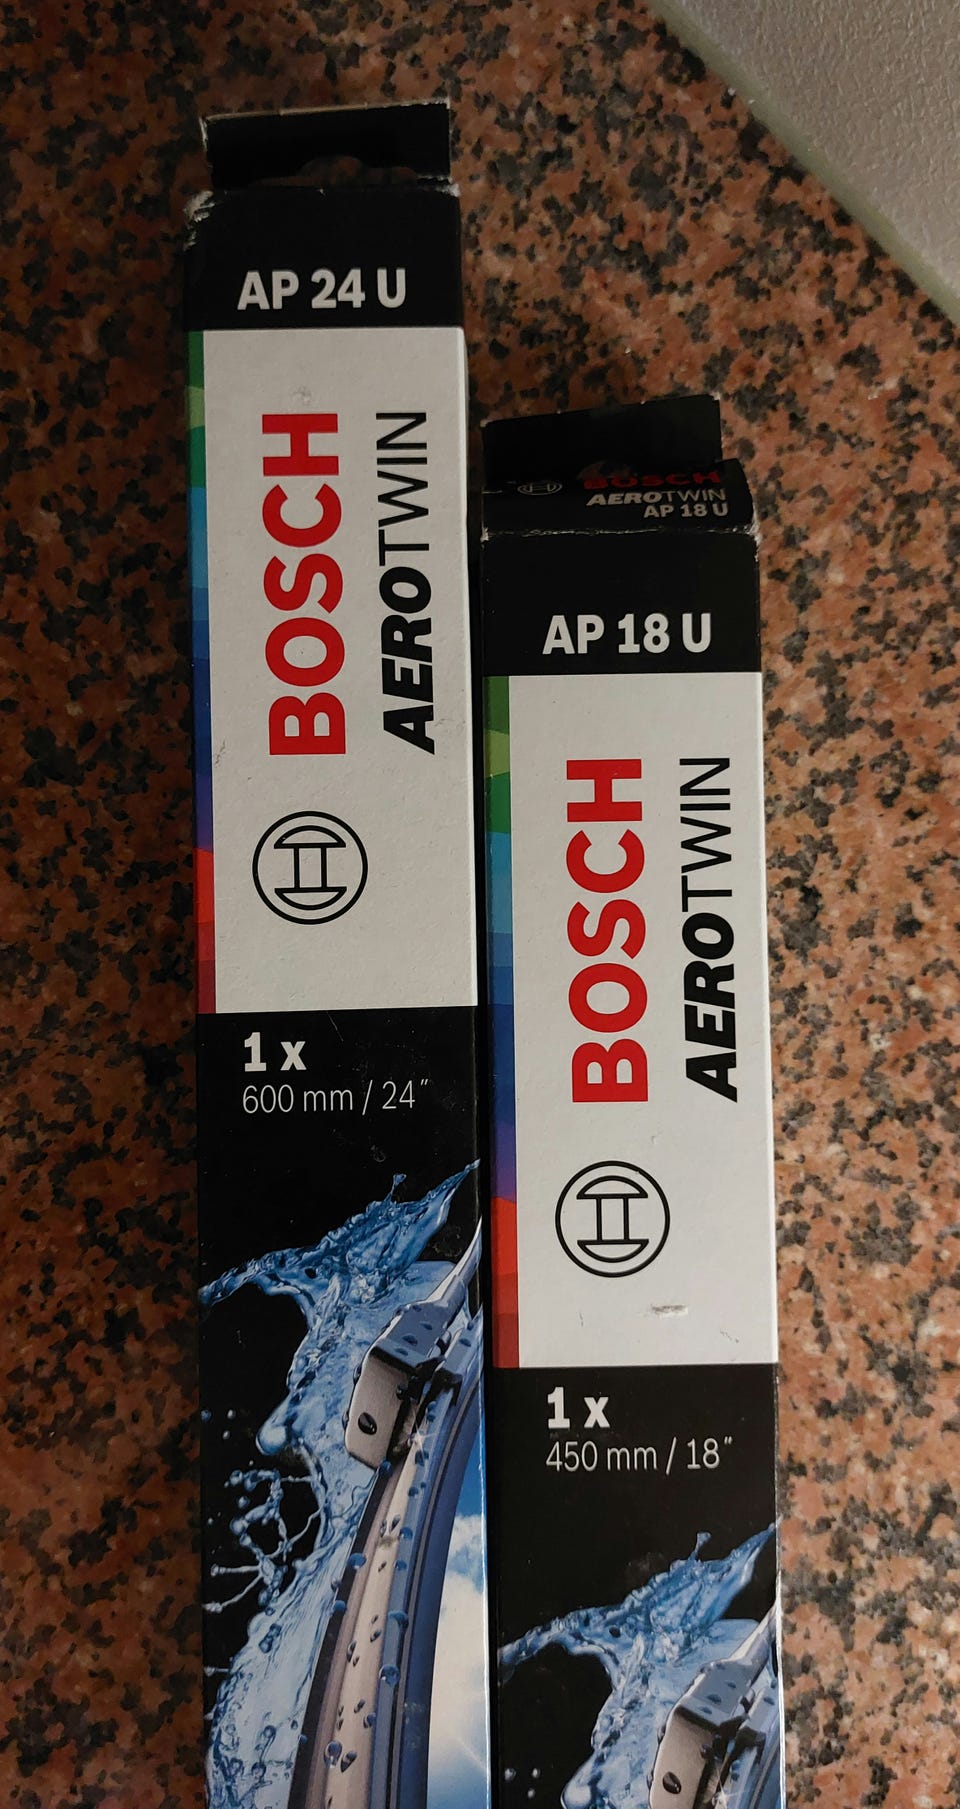 AP 24 U
BOSCH
AEROTWIN
1 x
600 mm / 24"
BOSCH
AEROTWIN
AP 18 U
AP 18 U
BOSCH
AEROTWIN
1 x
450 mm / 18"